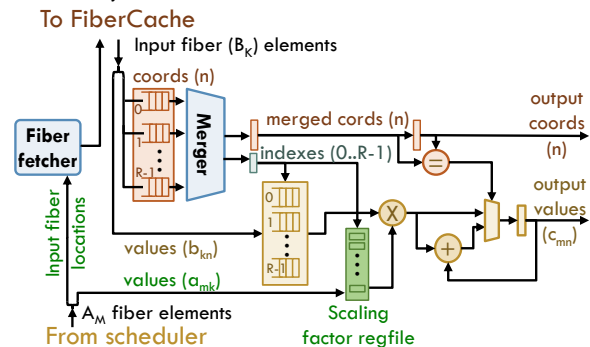 To FiberCache
Input fiber (B_K) elements
coords (n)
0
1
R-1
Merger
Fiber
fetcher
merged cords (n)
indexes (0..R-1)
=
output
coords
(n)
0
1
R-1
X
+
output
values
(c_mn)
Input fiber
locations
values (b_kn)
values (a_mk)
A_M fiber elements
From scheduler
Scaling
factor regfile